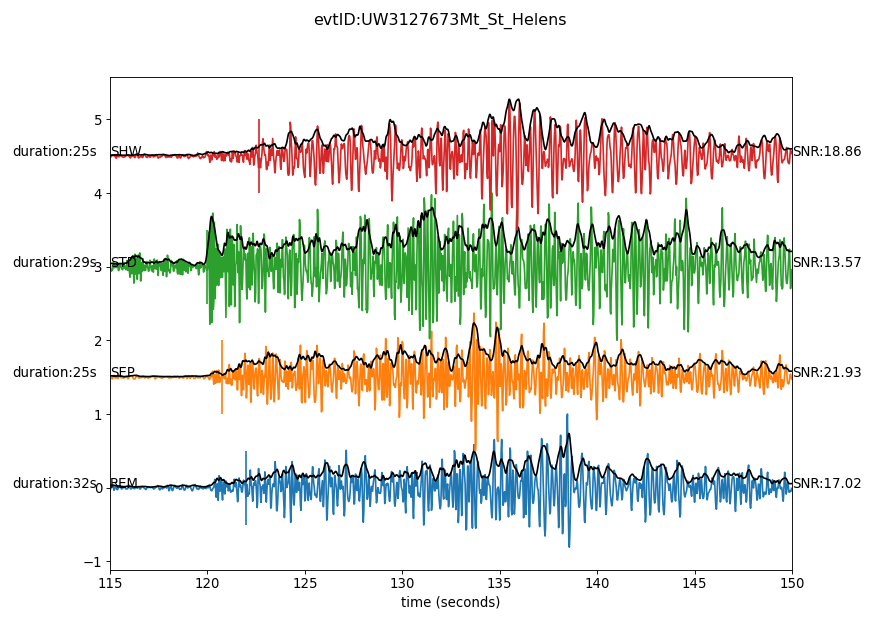 evtID:UW3127673Mt_St_Helens
5
duration:25s SHW SNR:18.86
4
duration:29s 3 STD SNR:13.57
2
duration:25s SEP SNR:21.93
1
duration:32s 0 REM SNR:17.02
−1
115 120 125 130 135 140 145 150
time (seconds)